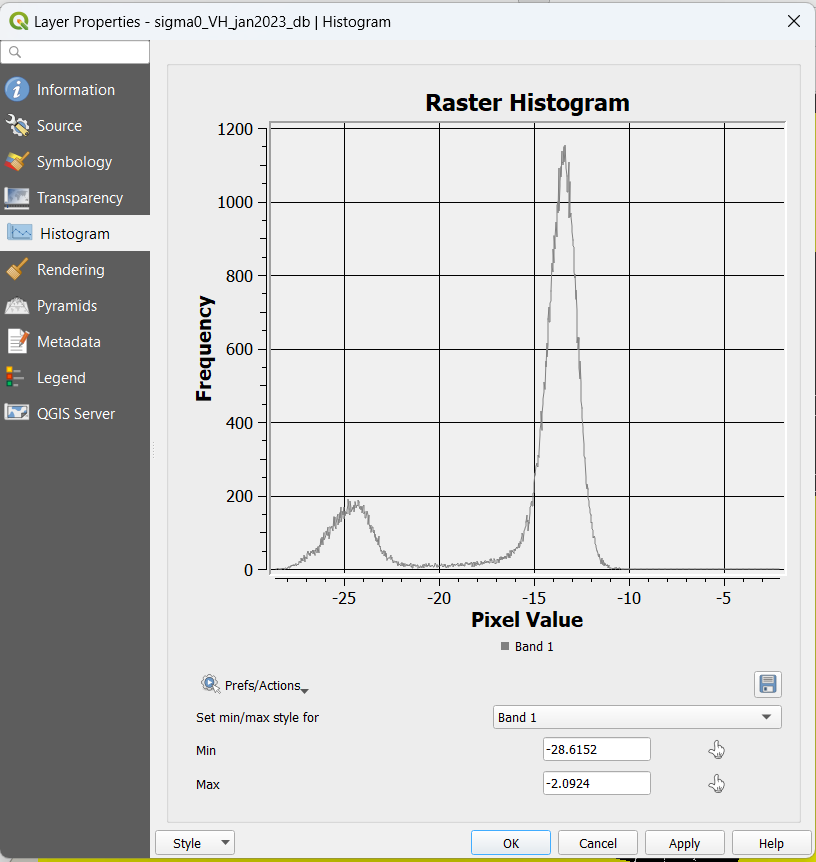 Layer Properties - sigma0_VH_jan2023_db | Histogram
Information
Source
Symbology
Transparency
Histogram
Rendering
Pyramids
Metadata
Legend
QGIS Server
Raster Histogram
1200
1000
800
600
400
200
0
Frequency
-25 -20 -15 -10 -5
Pixel Value
Band 1
Prefs/Actions
Set min/max style for Band 1
Min -28.6152
Max -2.0924
Style OK Cancel Apply Help